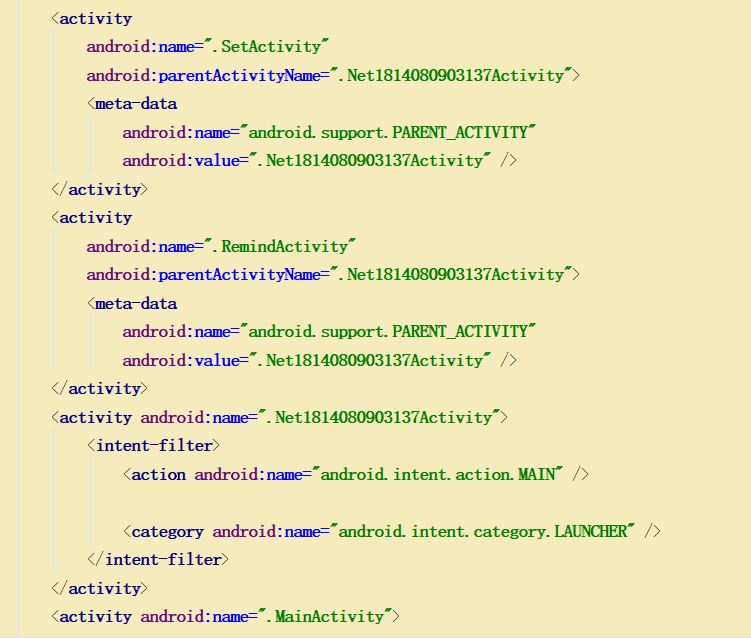 <activity
android:name=".SetActivity"
android:parentActivityName=".Net1814080903137Activity">
<meta-data
android:name="android.support.PARENT_ACTIVITY"
android:value=".Net1814080903137Activity" />
</activity>
<activity
android:name=".RemindActivity"
android:parentActivityName=".Net1814080903137Activity">
<meta-data
android:name="android.support.PARENT_ACTIVITY"
android:value=".Net1814080903137Activity" />
</activity>
<activity android:name=".Net1814080903137Activity">
<intent-filter>
<action android:name="android.intent.action.MAIN" />
<category android:name="android.intent.category.LAUNCHER" />
</intent-filter>
</activity>
<activity android:name=".MainActivity">